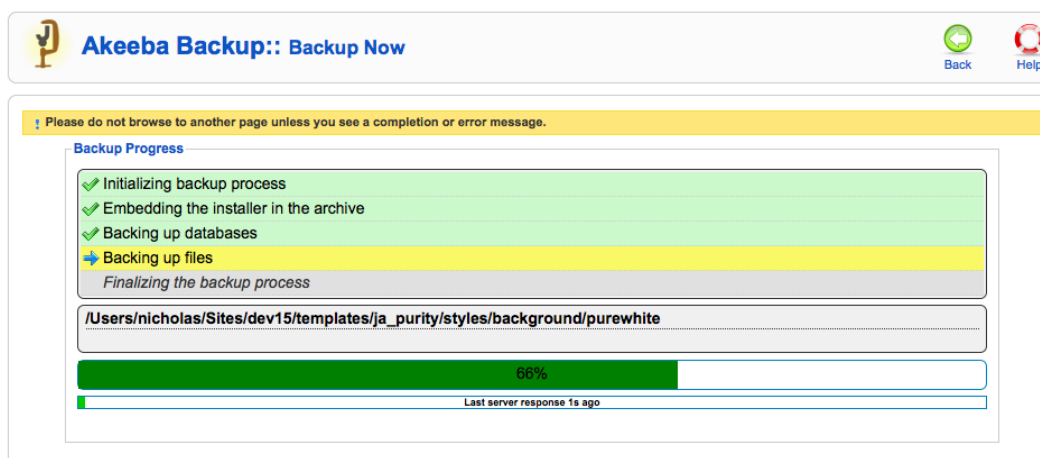 Akeeba Backup:: Backup Now
Back
Help
Please do not browse to another page unless you see a completion or error message.
Backup Progress
Initializing backup process
Embedding the installer in the archive
Backing up databases
Backing up files
Finalizing the backup process
/Users/nicholas/Sites/dev15/templates/ja_purity/styles/background/purewhite
66%
Last server response 1s ago